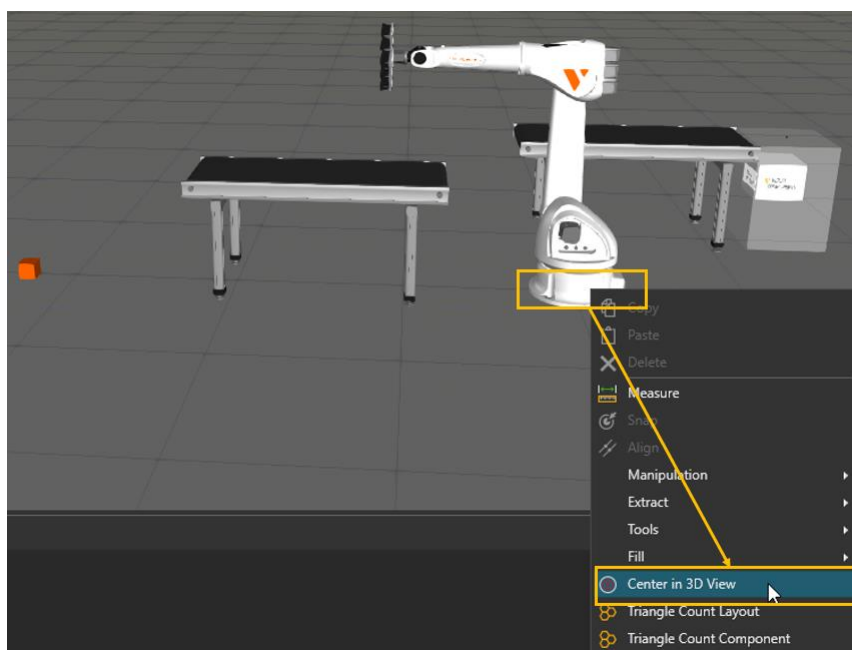 Copy
Paste
Delete
Measure
Snap
Align
Manipulation
Extract
Tools
Fill
Center in 3D View
Triangle Count Layout
Triangle Count Component